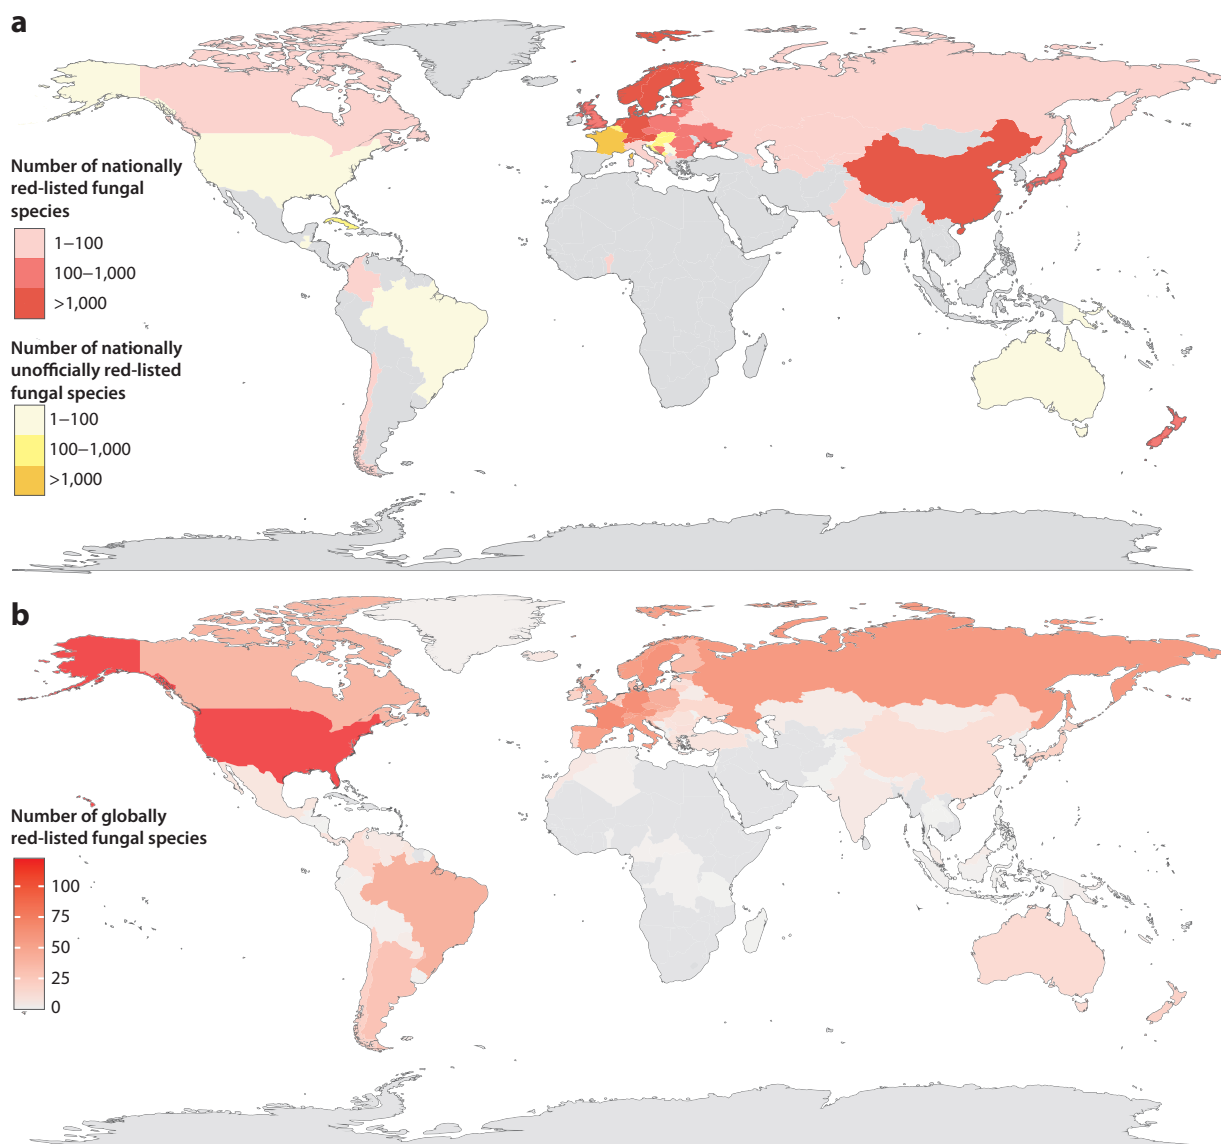 a
Number of nationally
red-listed fungal
species
1–100
100–1,000
>1,000
Number of nationally
unofficially red-listed
fungal species
1–100
100–1,000
>1,000
b
Number of globally
red-listed fungal species
100
75
50
25
0